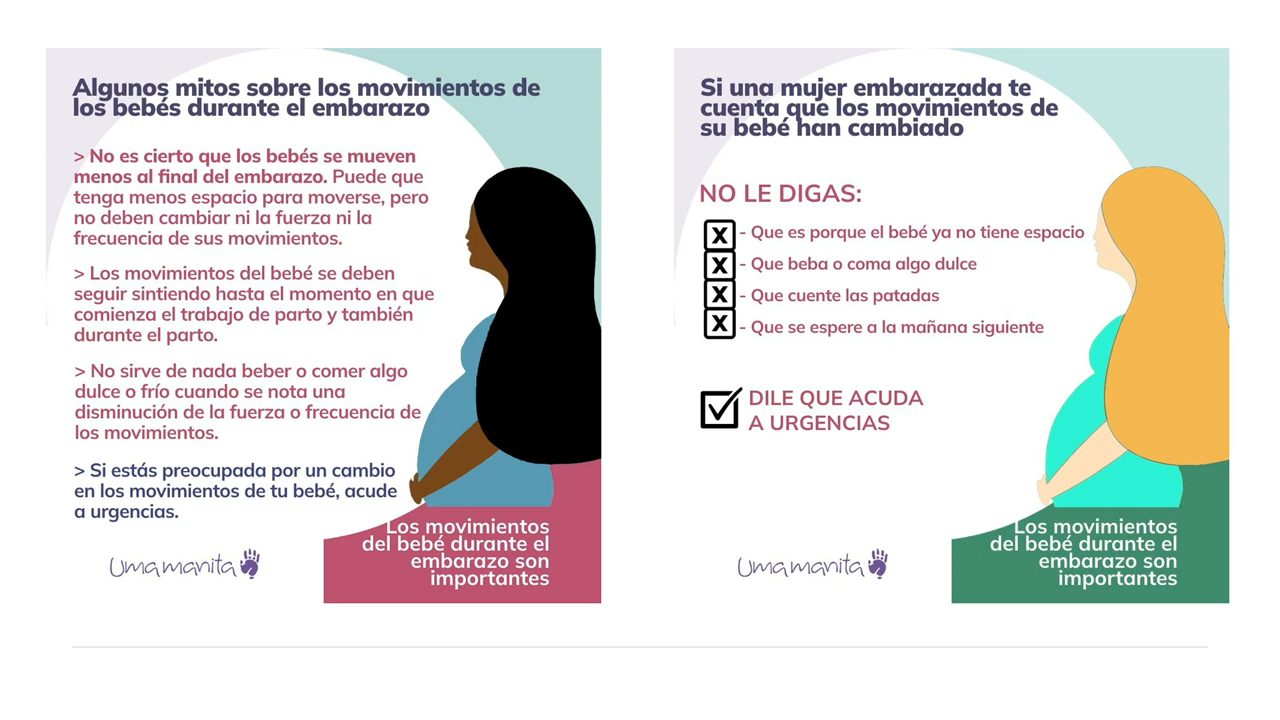 Algunos mitos sobre los movimientos de
los bebés durante el embarazo
> No es cierto que los bebés se mueven
menos al final del embarazo. Puede que
tenga menos espacio para moverse, pero
no deben cambiar ni la fuerza ni la
frecuencia de sus movimientos.
> Los movimientos del bebé se deben
seguir sintiendo hasta el momento en que
comienza el trabajo de parto y también
durante el parto.
> No sirve de nada beber o comer algo
dulce o frío cuando se nota una
disminución de la fuerza o frecuencia de
los movimientos.
> Si estás preocupada por un cambio
en los movimientos de tu bebé, acude
a urgencias.
Los movimientos
del bebé durante el
embarazo son
importantes
Umamanita
Si una mujer embarazada te
cuenta que los movimientos de
su bebé han cambiado
NO LE DIGAS:
X - Que es porque el bebé ya no tiene espacio
X - Que beba o coma algo dulce
X - Que cuente las patadas
X - Que se espere a la mañana siguiente
DILE QUE ACUDA
A URGENCIAS
Los movimientos
del bebé durante el
embarazo son
importantes
Umamanita